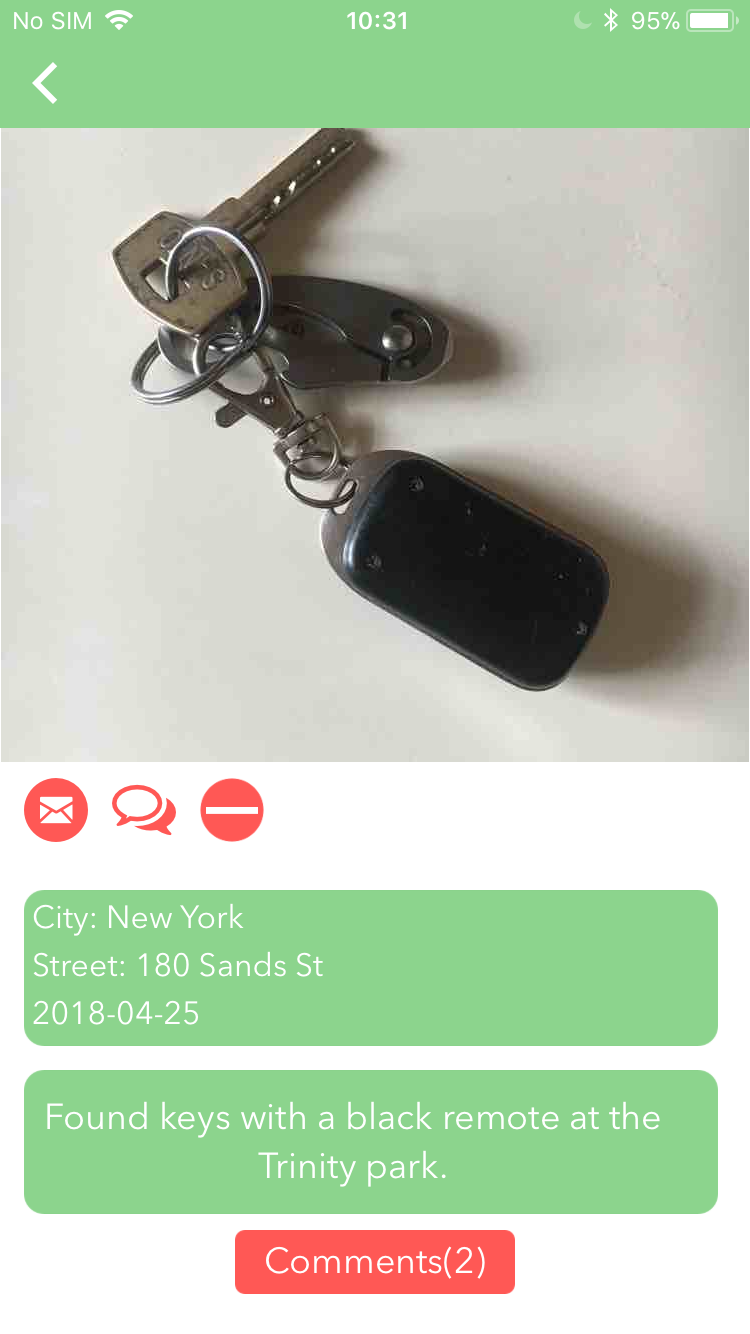 No SIM 10:31 95%
City: New York
Street: 180 Sands St
2018-04-25
Found keys with a black remote at the
Trinity park.
Comments(2)